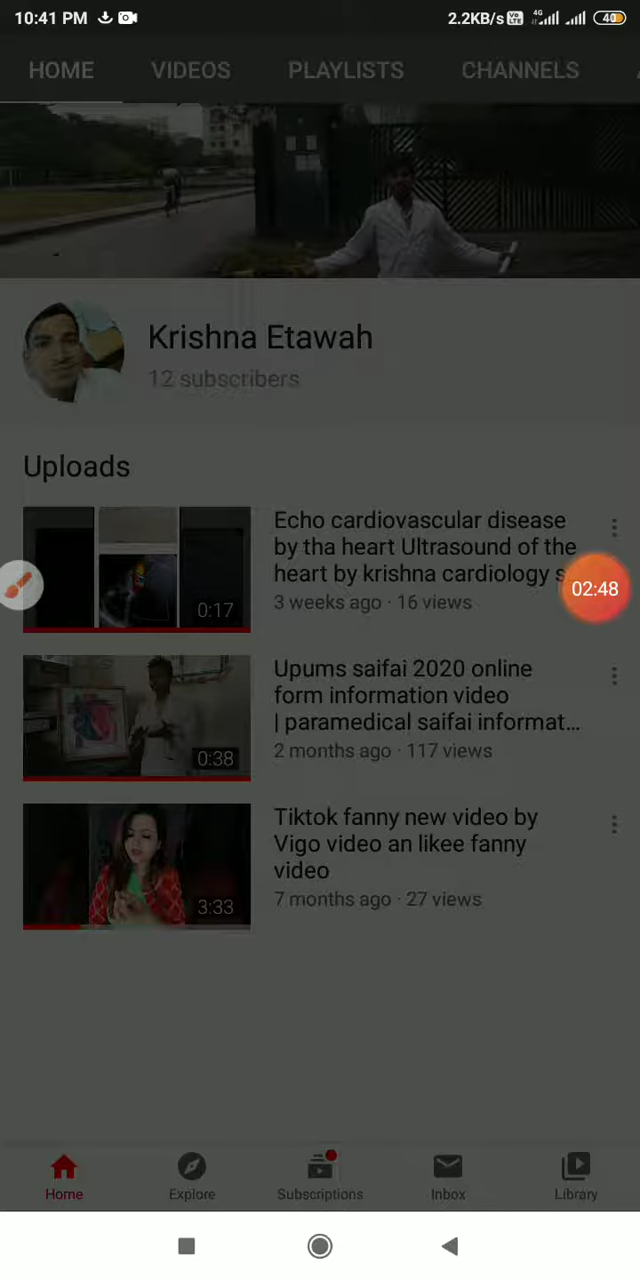 10:41 PM 2.2KB/s Vo LTE 4G 40
HOME VIDEOS PLAYLISTS CHANNELS
Krishna Etawah
12 subscribers
Uploads
Echo cardiovascular disease
by tha heart Ultrasound of the
heart by krishna cardiology s
3 weeks ago · 16 views
0:17
02:48
Upums saifai 2020 online
form information video
| paramedical saifai informat...
2 months ago · 117 views
0:38
Tiktok fanny new video by
Vigo video an likee fanny
video
7 months ago · 27 views
3:33
Home Explore Subscriptions Inbox Library